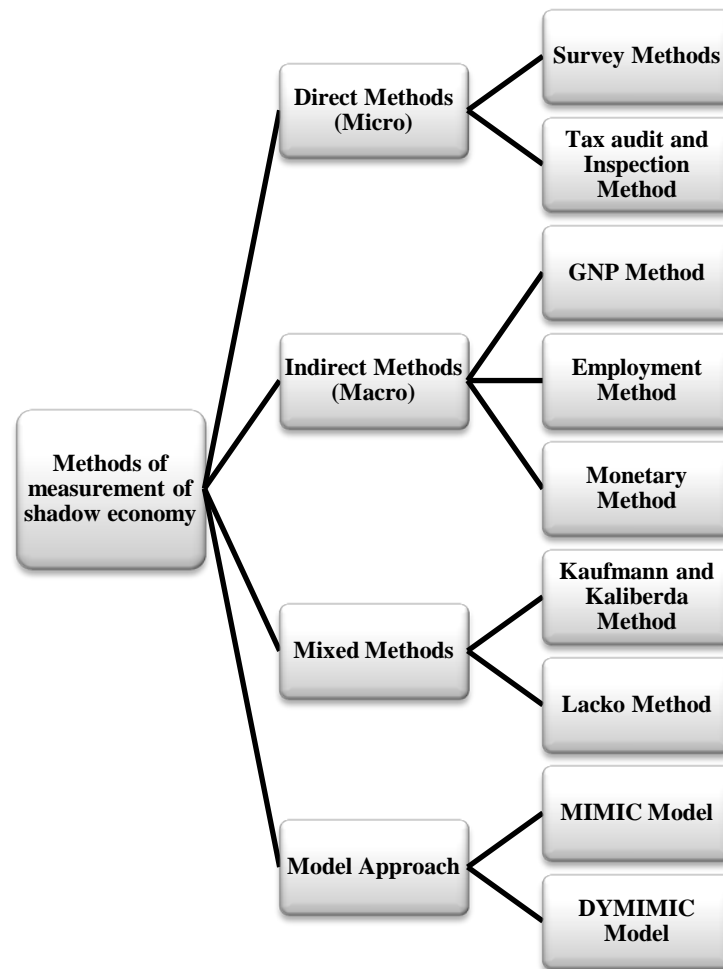 Methods of
measurement of
shadow economy
Direct Methods
(Micro)
Survey Methods
Tax audit and
Inspection
Method
Indirect Methods
(Macro)
GNP Method
Employment
Method
Monetary
Method
Mixed Methods
Kaufmann and
Kaliberda
Method
Lacko Method
Model Approach
MIMIC Model
DYMIMIC
Model